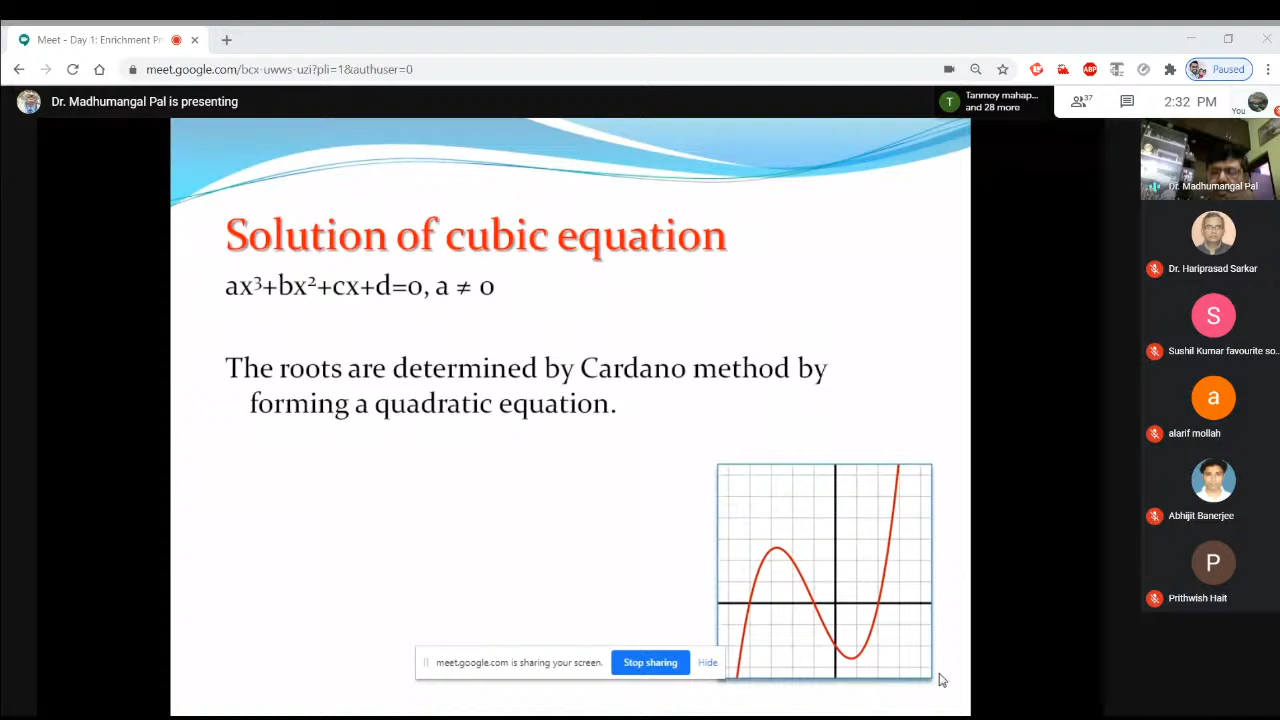 Meet - Day 1: Enrichment Pr
meet.google.com/bcx-uwws-uzi?pli=1&authuser=0
ABP
Paused
Dr. Madhumangal Pal is presenting
T
Tanmoy mahap...
and 28 more
37
2:32 PM
You
Dr. Madhumangal Pal
Solution of cubic equation
ax³+bx²+cx+d=0, a ≠ 0
The roots are determined by Cardano method by
forming a quadratic equation.
Dr. Hariprasad Sarkar
S
Sushil Kumar favourite so...
a
alarif mollah
Abhijit Banerjee
P
Prithwish Hait
meet.google.com is sharing your screen.
Stop sharing
Hide